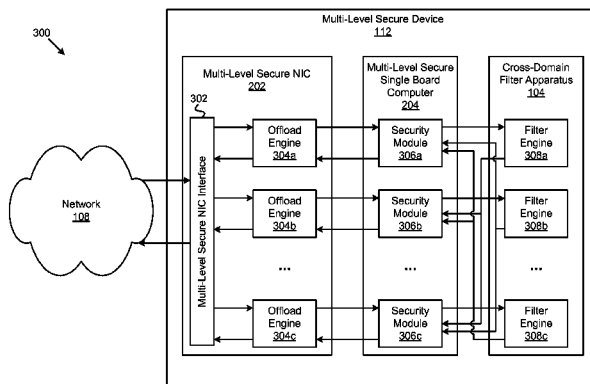 300
Multi-Level Secure Device
112
Multi-Level Secure NIC
202
302
Multi-Level Secure NIC Interface
Offload
Engine
304a
Offload
Engine
304b
...
Offload
Engine
304c
Multi-Level Secure
Single Board
Computer
204
Security
Module
306a
Security
Module
306b
...
Security
Module
306c
Cross-Domain
Filter Apparatus
104
Filter
Engine
308a
Filter
Engine
308b
...
Filter
Engine
308c
Network
108